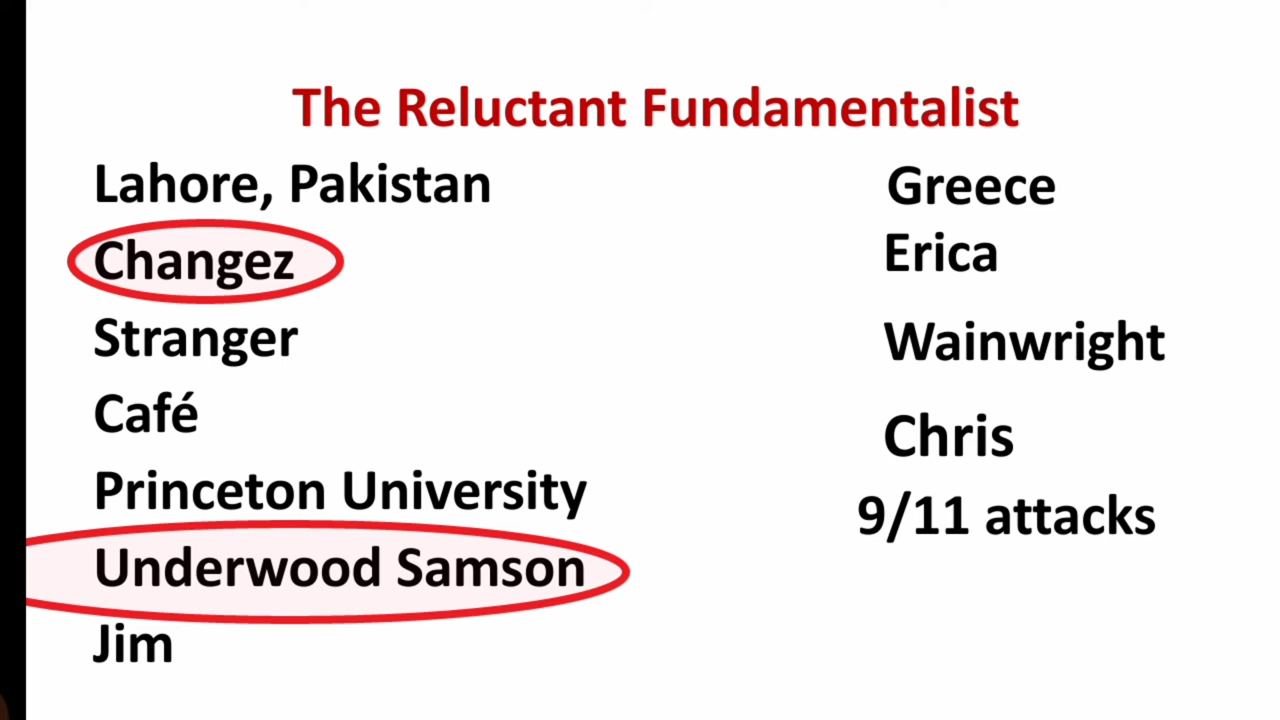 The Reluctant Fundamentalist
Lahore, Pakistan
Changez
Stranger
Café
Princeton University
Underwood Samson
Jim
Greece
Erica
Wainwright
Chris
9/11 attacks